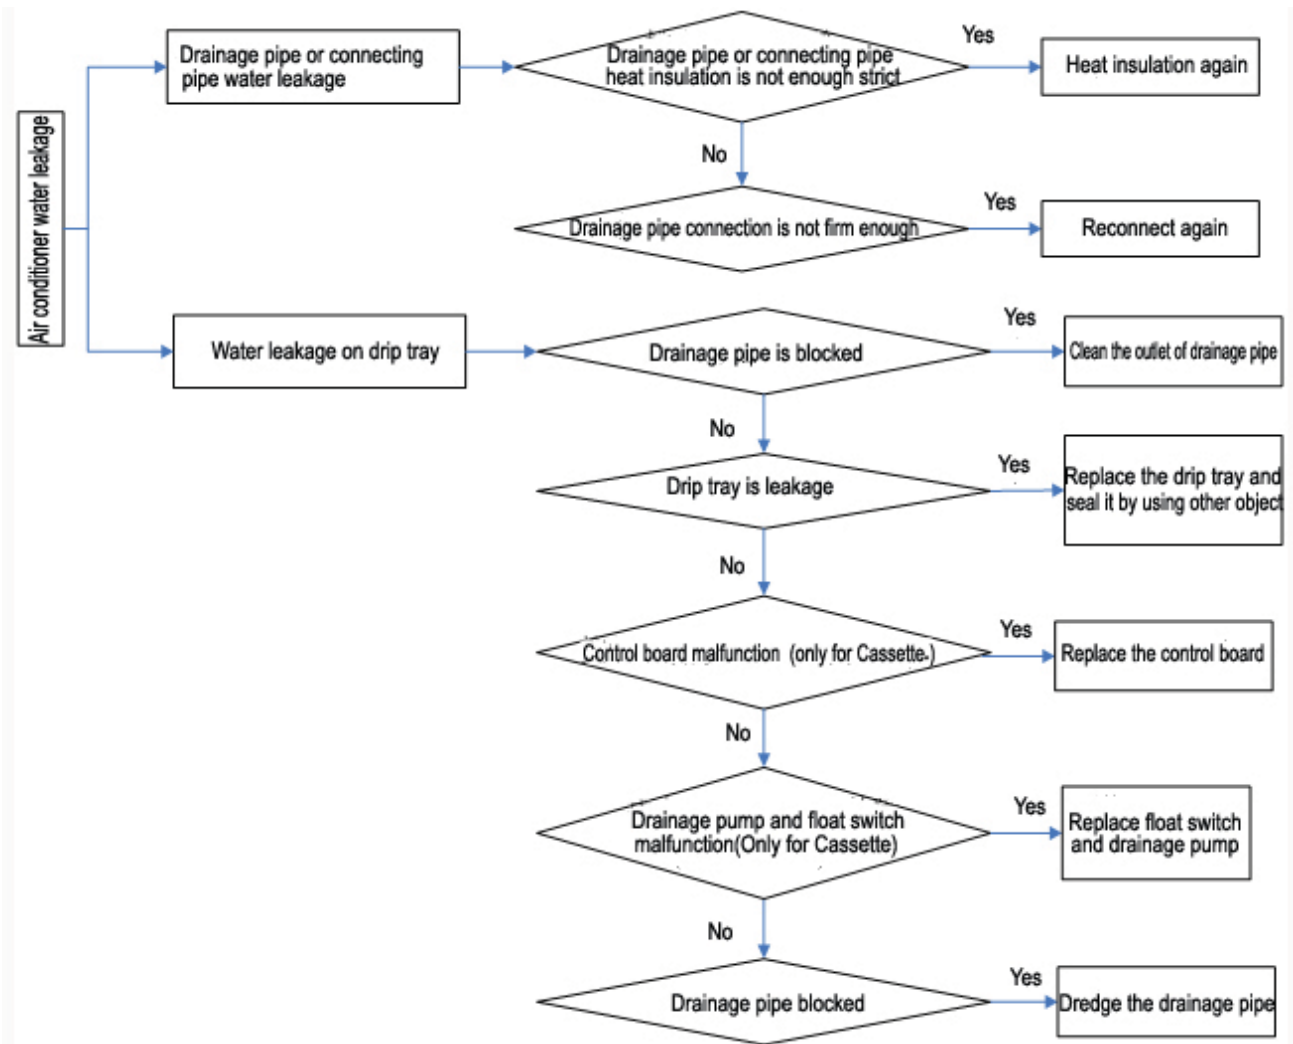 Air conditioner water leakage
Drainage pipe or connecting
pipe water leakage
Drainage pipe or connecting pipe
heat insulation is not enough strict
Yes
Heat insulation again
No
Drainage pipe connection is not firm enough
Yes
Reconnect again
Water leakage on drip tray
Drainage pipe is blocked
Yes
Clean the outlet of drainage pipe
No
Drip tray is leakage
Yes
Replace the drip tray and
seal it by using other object
No
Control board malfunction (only for Cassette.)
Yes
Replace the control board
No
Drainage pump and float switch
malfunction(Only for Cassette)
Yes
Replace float switch
and drainage pump
No
Drainage pipe blocked
Yes
Dredge the drainage pipe